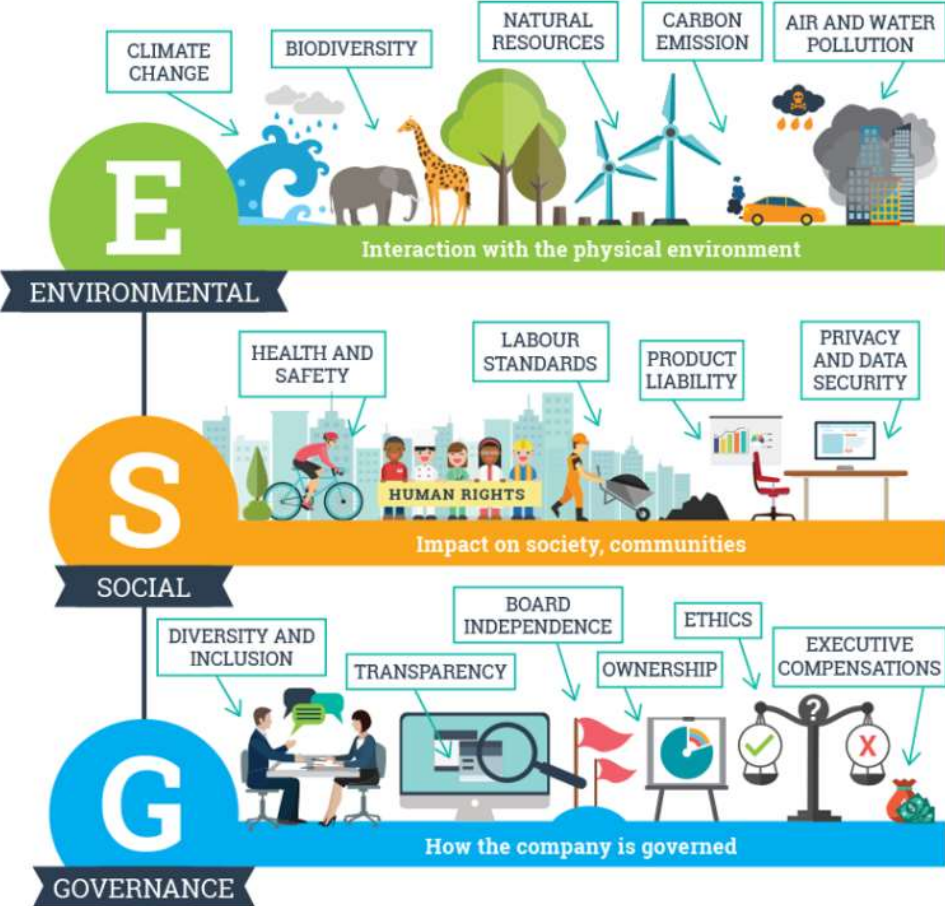 CLIMATE
CHANGE
BIODIVERSITY
NATURAL
RESOURCES
CARBON
EMISSION
AIR AND WATER
POLLUTION
E
Interaction with the physical environment
ENVIRONMENTAL
HEALTH AND
SAFETY
LABOUR
STANDARDS
PRODUCT
LIABILITY
PRIVACY
AND DATA
SECURITY
HUMAN RIGHTS
S
Impact on society, communities
SOCIAL
DIVERSITY AND
INCLUSION
TRANSPARENCY
BOARD
INDEPENDENCE
OWNERSHIP
ETHICS
EXECUTIVE
COMPENSATIONS
?
X
G
How the company is governed
GOVERNANCE